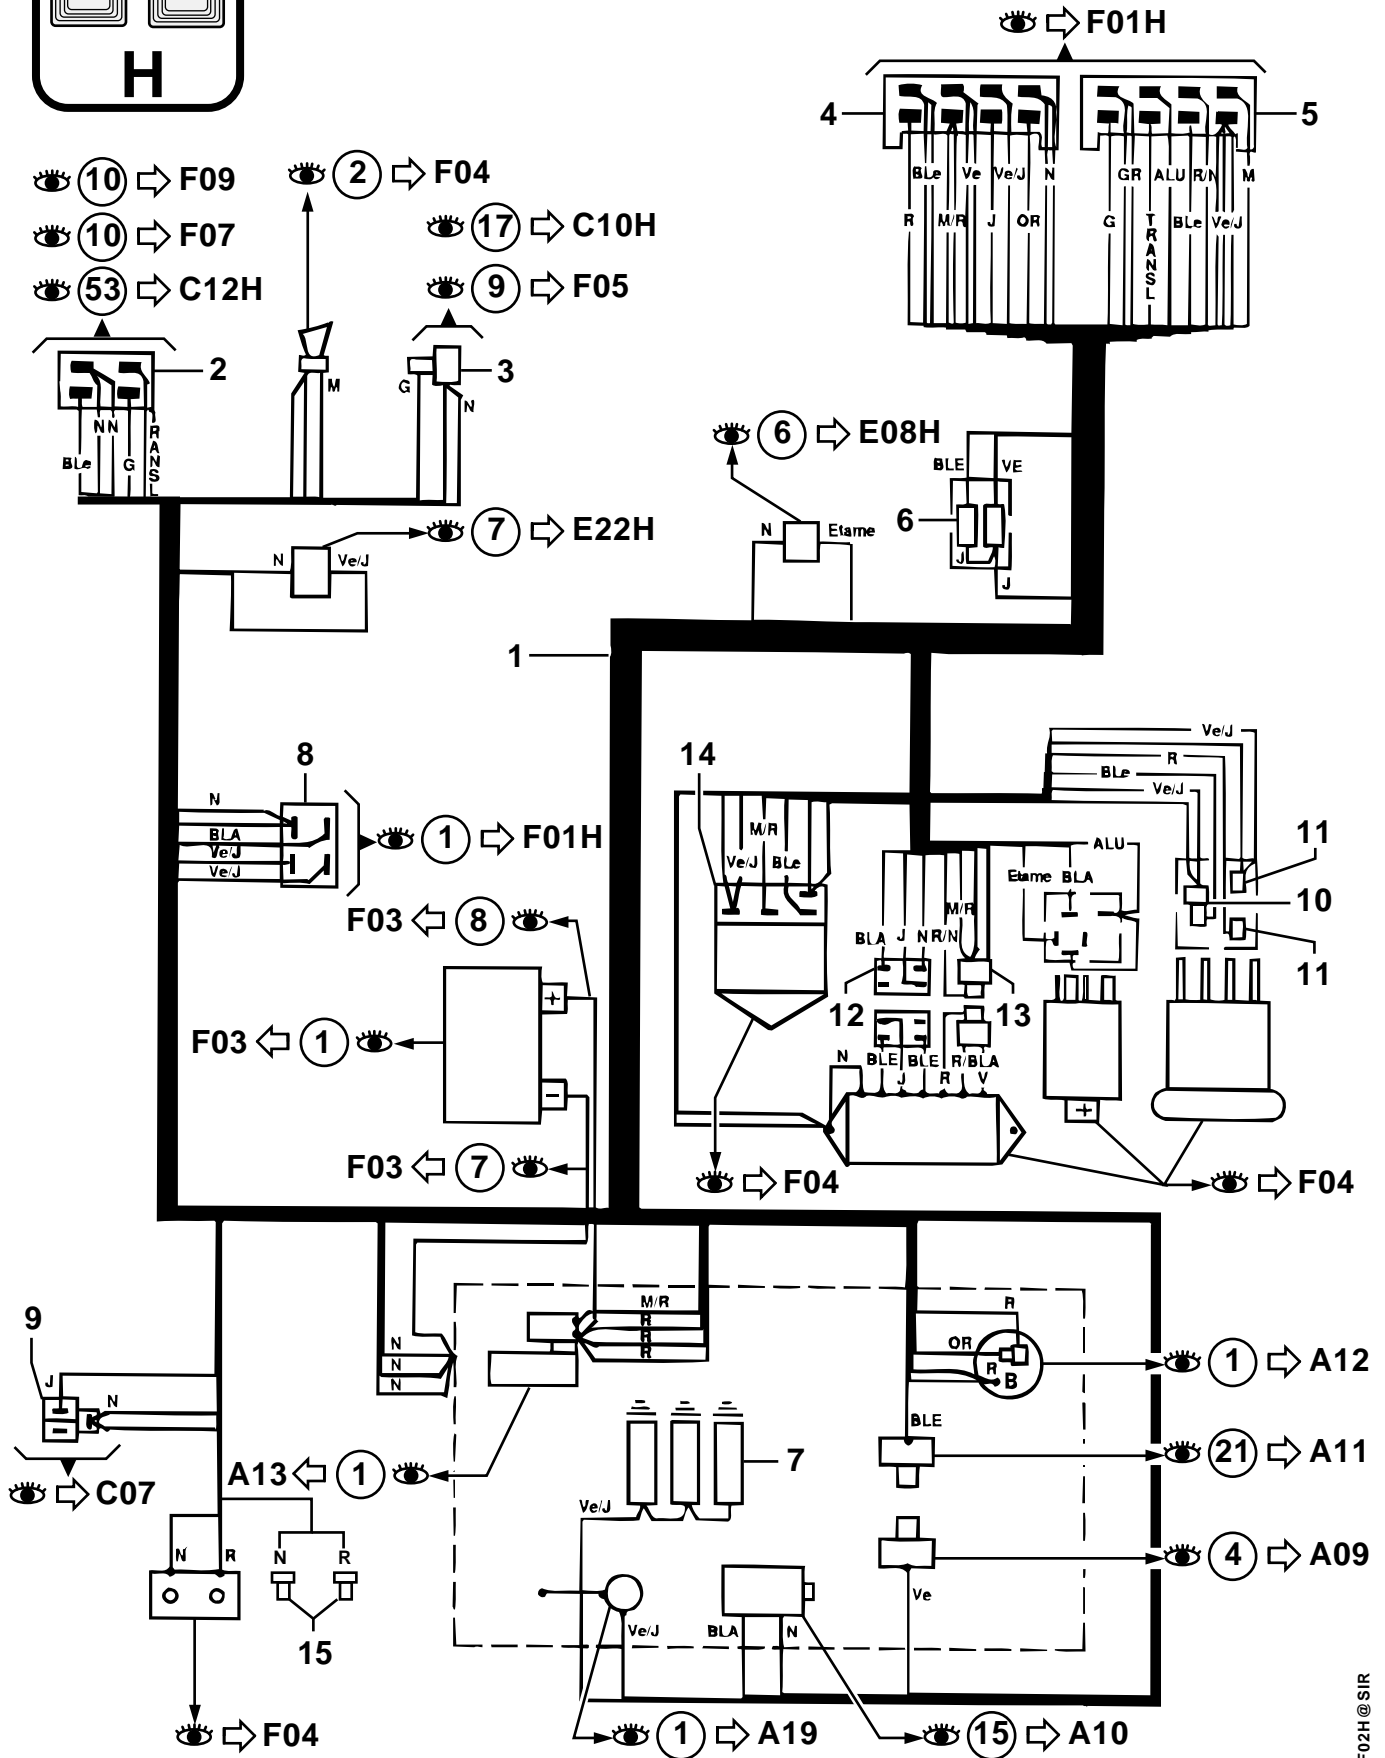 H
F01H
4
5
BLe Ve Ve/J N
GR ALU R/N M
R M/R J OR
G TRANSL BLe Ve/J
10 F09
2 F04
10 F07
17 C10H
53 C12H
9 F05
2
M
G
3
N
N N
RANSL
BLe G
6 E08H
BLE VE
6
N Etame
J
J
7 E22H
N Ve/J
1
8
N
BLA
Ve/J
Ve/J
1 F01H
14
M/R
Ve/J BLe
Ve/J
R
BLe
Ve/J
11
10
11
ALU
Etame BLA
M/R
BLA J N R/N
12
13
F03 8
+
F03 1
−
F03 7
N BLE BLE R/BLA
J R V
+
F04
F04
9
J
N
C07
N
N
N
M/R
R
R
R
R
OR
R
B
1 A12
BLE
21 A11
A13 1
7
Ve/J
4 A09
Ve
N R
N R
15
Ve/J
BLA N
F04
1 A19
15 A10
F02H@SIR